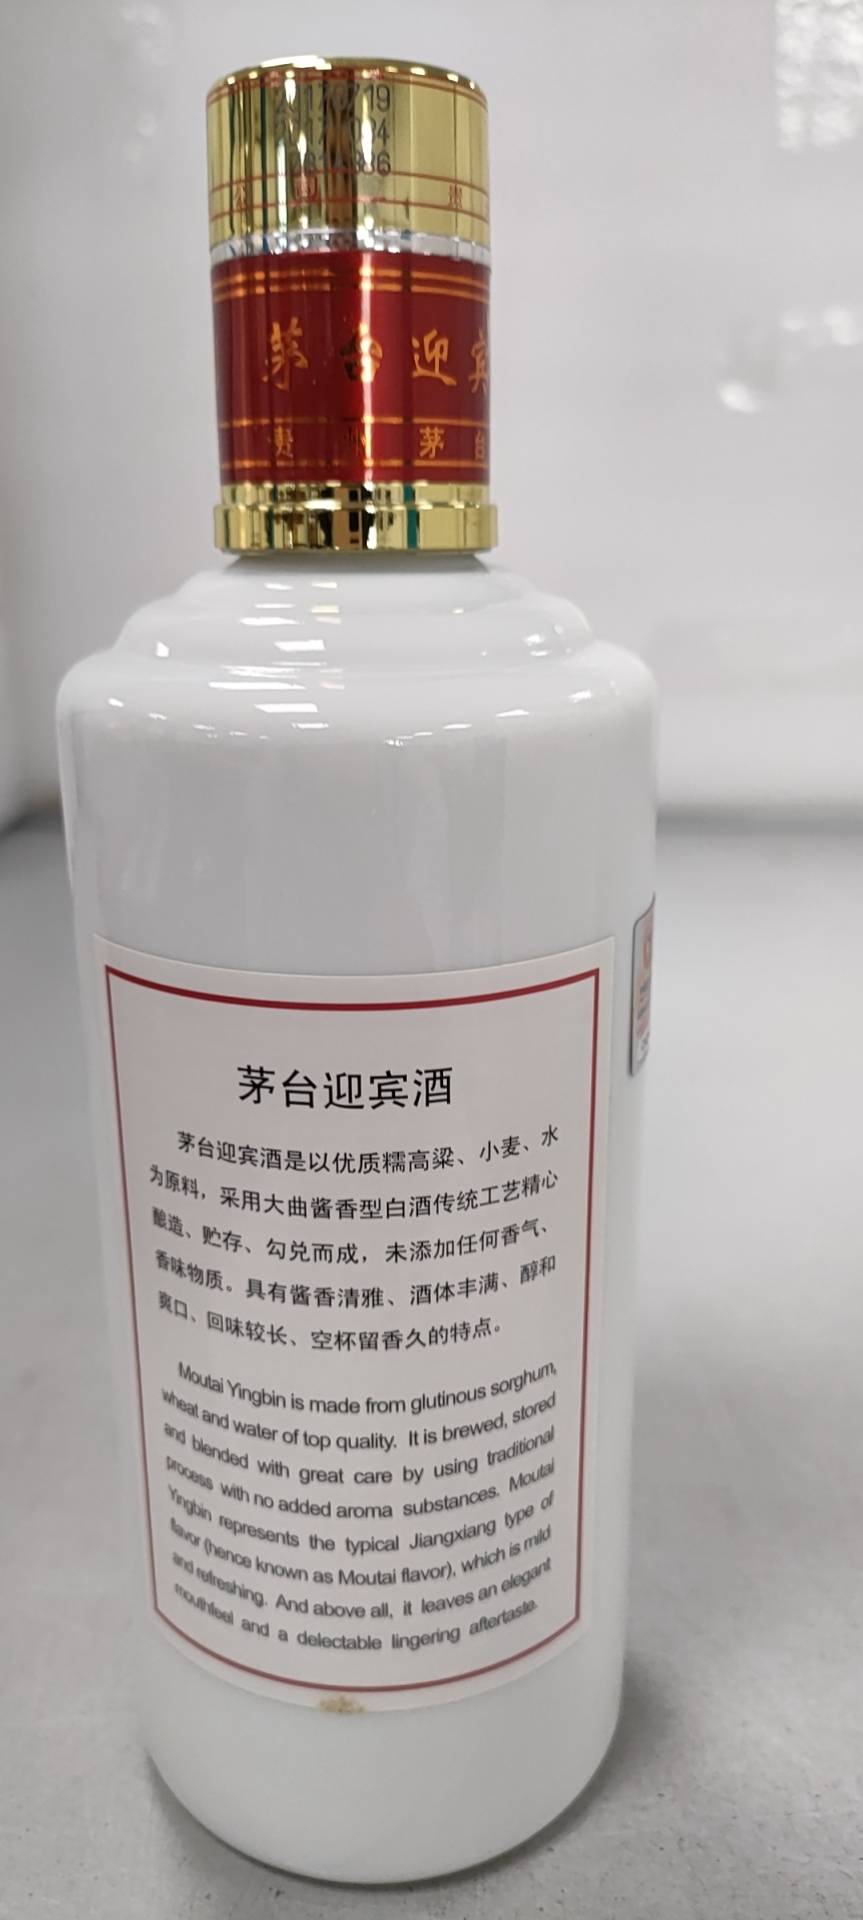 公司 贵
茅台迎宾
贵州茅台
茅台迎宾酒
茅台迎宾酒是以优质糯高粱、小麦、水
为原料，采用大曲酱香型白酒传统工艺精心
酿造、贮存、勾兑而成，未添加任何香气、
香味物质。具有酱香清雅、酒体丰满、醇和
爽口、回味较长、空杯留香久的特点。
Moutai Yingbin is made from glutinous sorghum,
wheat and water of top quality. It is brewed, stored
and blended with great care by using traditional
process with no added aroma substances. Moutai
Yingbin represents the typical Jiangxiang type of
flavor (hence known as Moutai flavor), which is mild
and refreshing. And above all, it leaves an elegant
mouthfeel and a delectable lingering aftertaste.